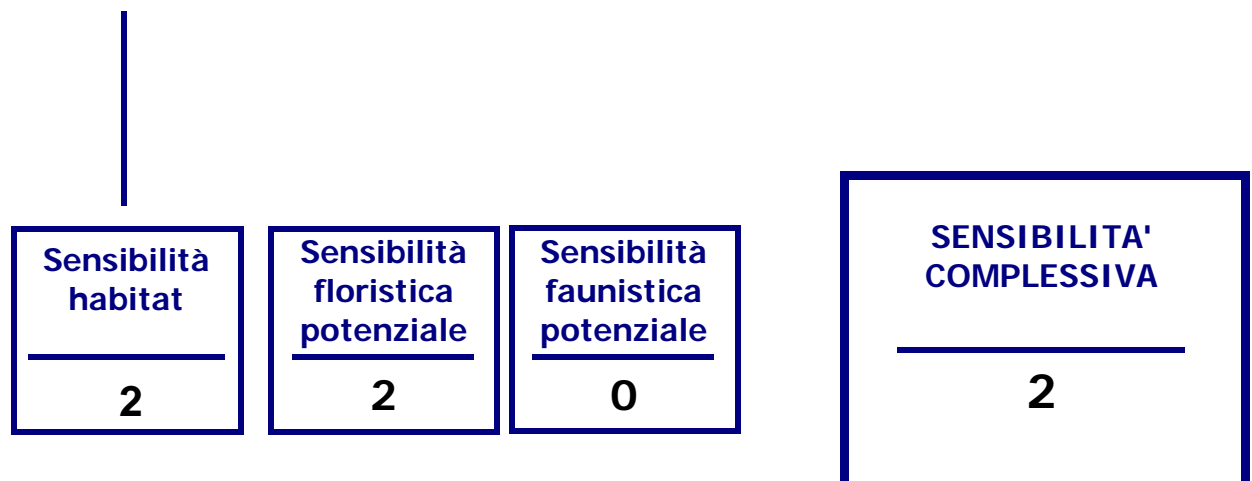 Sensibilità
habitat
2
Sensibilità
floristica
potenziale
2
Sensibilità
faunistica
potenziale
0
SENSIBILITA'
COMPLESSIVA
2